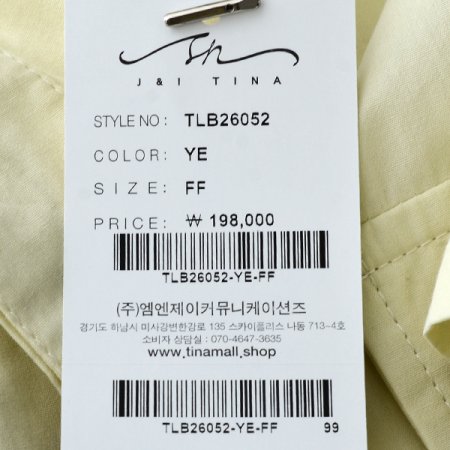 J & I TINA
STYLE NO : TLB26052
COLOR: YE
SIZE: FF
PRICE: ₩ 198,000
TLB26052-YE-FF
(주)엠엔제이커뮤니케이션즈
경기도 하남시 미사강변한강로 135 스카이폴리스 나동 713-4호
소비자 상담실 : 070-4647-3635
www.tinamall.shop
TLB26052-YE-FF 99